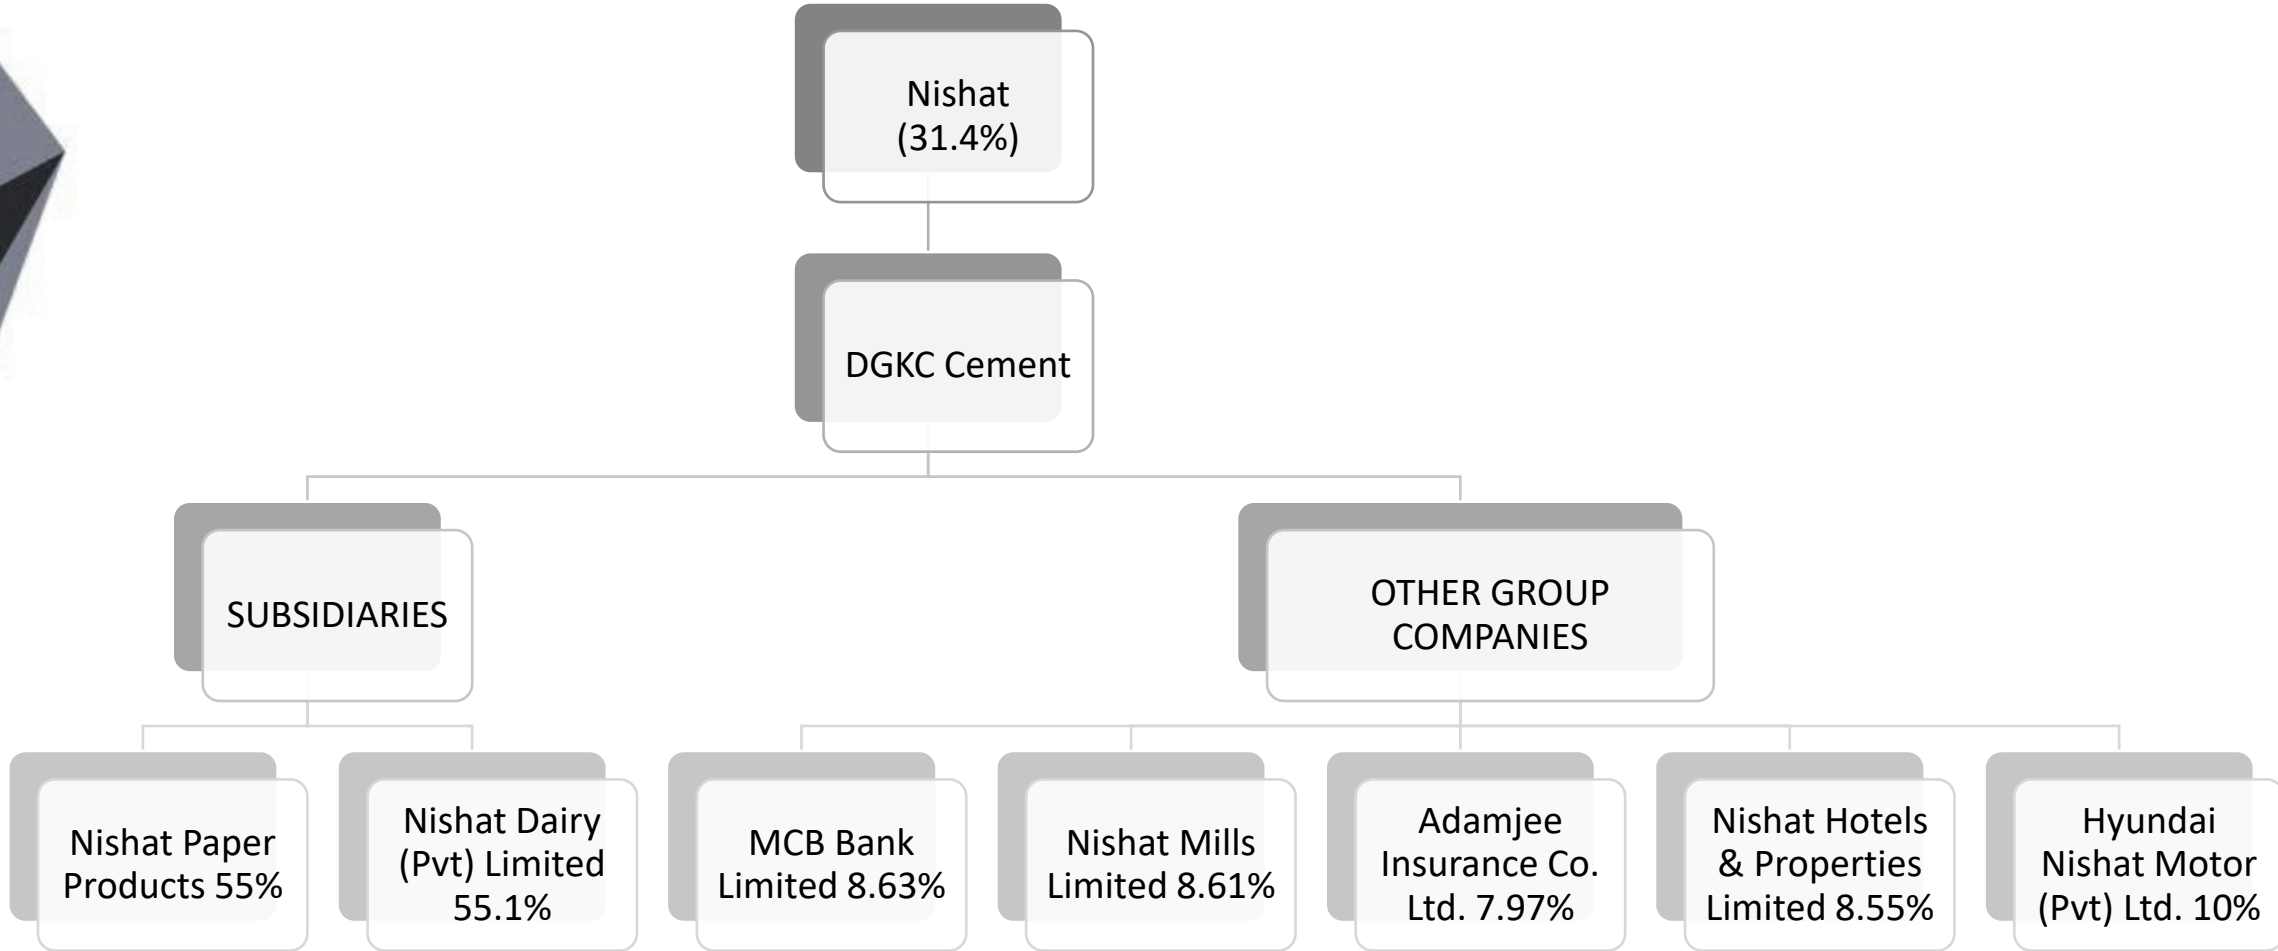 Nishat
(31.4%)
DGKC Cement
SUBSIDIARIES
OTHER GROUP
COMPANIES
Nishat Paper
Products 55%
Nishat Dairy
(Pvt) Limited
55.1%
MCB Bank
Limited 8.63%
Nishat Mills
Limited 8.61%
Adamjee
Insurance Co.
Ltd. 7.97%
Nishat Hotels
& Properties
Limited 8.55%
Hyundai
Nishat Motor
(Pvt) Ltd. 10%